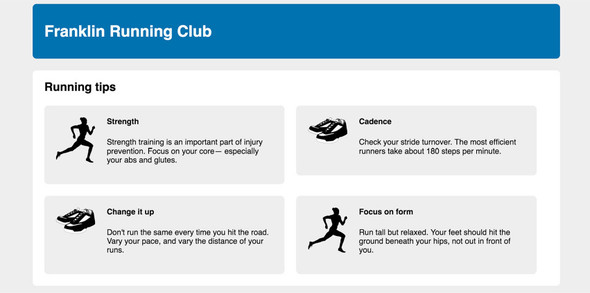 Franklin Running Club
Running tips
Strength
Strength training is an important part of injury
prevention. Focus on your core— especially
your abs and glutes.
Cadence
Check your stride turnover. The most efficient
runners take about 180 steps per minute.
Change it up
Don't run the same every time you hit the road.
Vary your pace, and vary the distance of your
runs.
Focus on form
Run tall but relaxed. Your feet should hit the
ground beneath your hips, not out in front of
you.